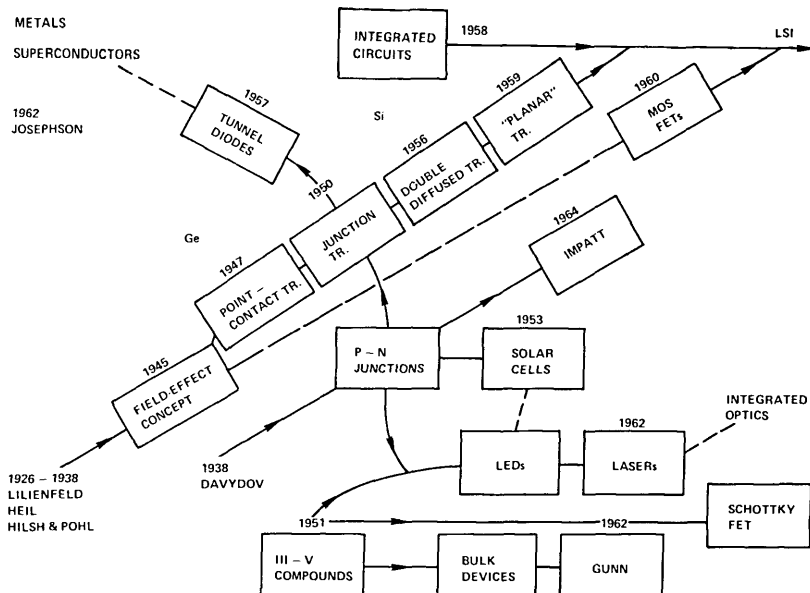 METALS
SUPERCONDUCTORS
1962
JOSEPHSON
INTEGRATED
CIRCUITS
1958
LSI
1957
TUNNEL
DIODES
Si
1959
"PLANAR"
TR.
1960
MOS
FETs
1956
DOUBLE
DIFFUSED TR.
1950
JUNCTION
TR.
Ge
1947
POINT –
CONTACT TR.
1964
IMPATT
1945
FIELD-EFFECT
CONCEPT
P – N
JUNCTIONS
1953
SOLAR
CELLS
1926 – 1938
LILIENFELD
HEIL
HILSH & POHL
1938
DAVYDOV
LEDs
1962
LASERs
INTEGRATED
OPTICS
1951
1962
SCHOTTKY
FET
III – V
COMPOUNDS
BULK
DEVICES
GUNN